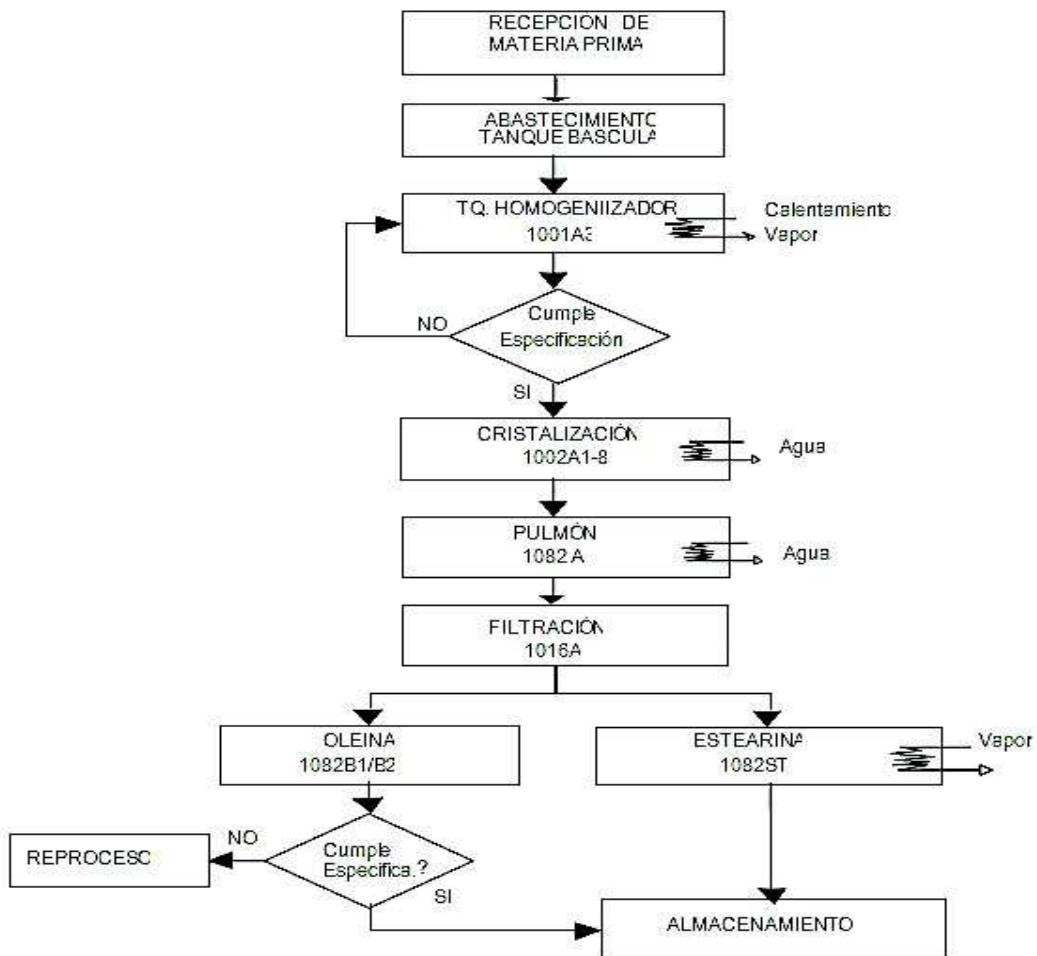 RECEPCIÓN DE
MATERIA PRIMA
ABASTECIMIENTO
TANQUE BASCULA
TQ. HOMOGENIIZADOR
1001A3
Calentamiento
Vapor
Cumple
Especificación
NO
SI
CRISTALIZACIÓN
1002A1-8
Agua
PULMÓN
1082 A
Agua
FILTRACIÓN
1016A
OLEINA
1082B1/B2
ESTEARINA
1082ST
Vapor
Cumple
Especifica.?
NO
SI
REPROCESO
ALMACENAMIENTO